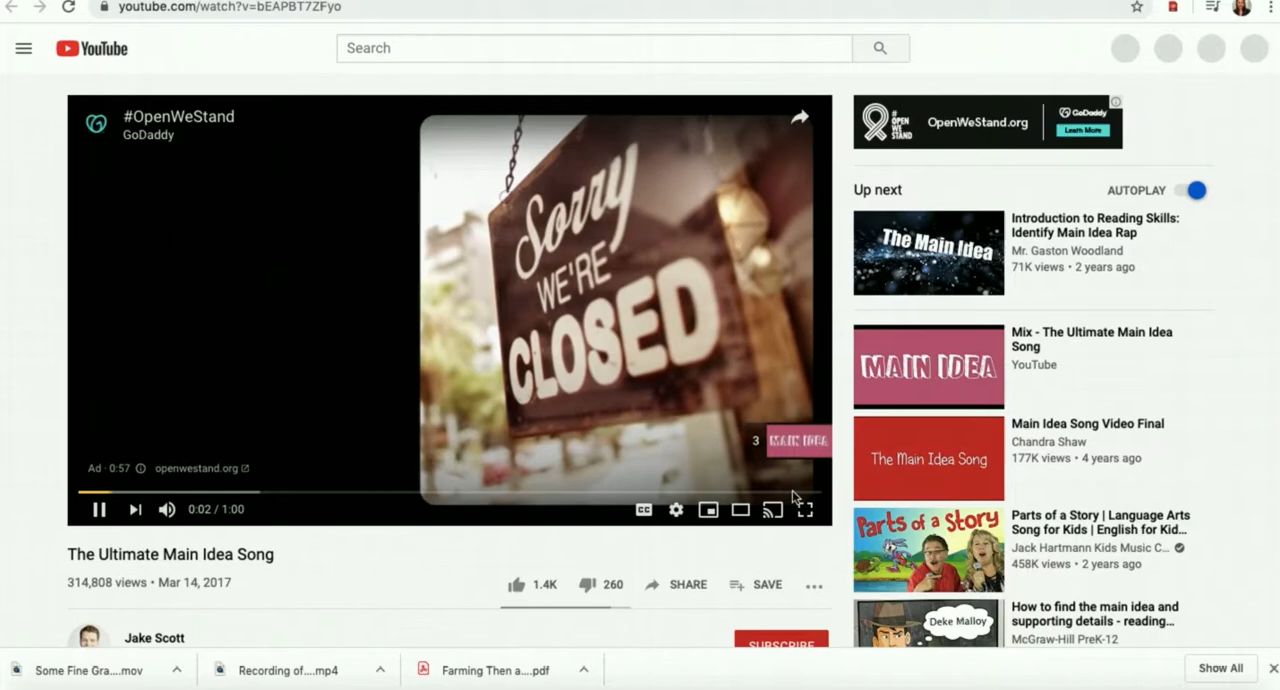 youtube.com/watch?v=bEAPBT7ZFyo
YouTube
Search
#OpenWeStand
GoDaddy
Sorry
WE'RE
CLOSED
3 MAIN IDEA
Ad · 0:57 openwestand.org
CC
0:02 / 1:00
The Ultimate Main Idea Song
314,808 views • Mar 14, 2017
1.4K 260 SHARE SAVE
Jake Scott
SUBSCRIBE
#
OPEN
WE
STAND
OpenWeStand.org
GoDaddy
Learn More
Up next
AUTOPLAY
The Main Idea
Introduction to Reading Skills:
Identify Main Idea Rap
Mr. Gaston Woodland
71K views • 2 years ago
MAIN IDEA
Mix - The Ultimate Main Idea
Song
YouTube
The Main Idea Song
Main Idea Song Video Final
Chandra Shaw
177K views • 4 years ago
Parts of a Story
Parts of a Story | Language Arts
Song for Kids | English for Kid...
Jack Hartmann Kids Music C...
458K views • 2 years ago
Deke Malloy
How to find the main idea and
supporting details - reading...
McGraw-Hill PreK-12
Some Fine Gra....mov
Recording of....mp4
Farming Then a....pdf
Show All